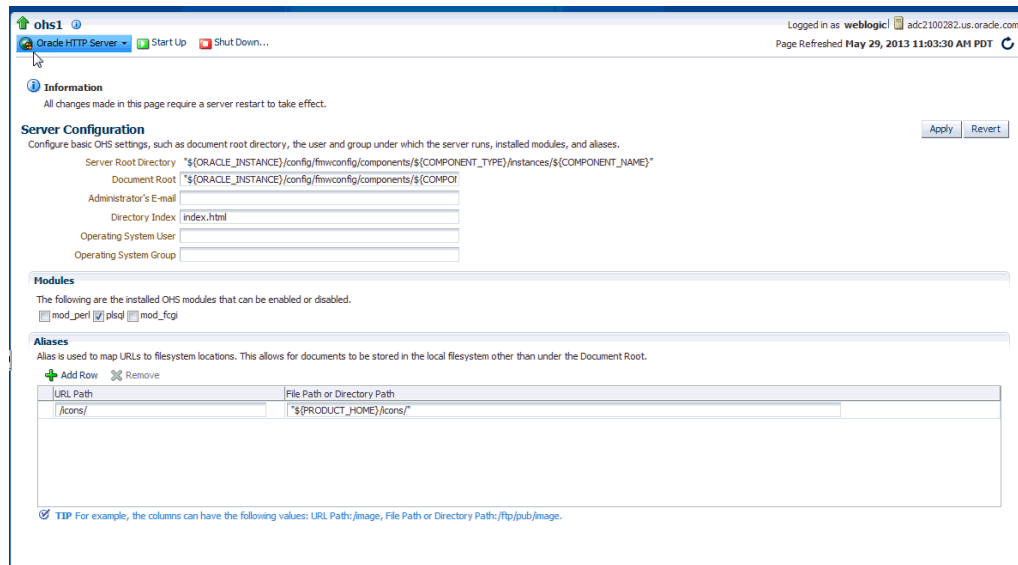 ohs1
Logged in as weblogic adc2100282.us.oracle.com
Oracle HTTP Server Start Up Shut Down...
Page Refreshed May 29, 2013 11:03:30 AM PDT
Information
All changes made in this page require a server restart to take effect.
Server Configuration
Apply Revert
Configure basic OHS settings, such as document root directory, the user and group under which the server runs, installed modules, and aliases.
Server Root Directory "${ORACLE_INSTANCE}/config/fmwconfig/components/${COMPONENT_TYPE}/instances/${COMPONENT_NAME}"
Document Root "${ORACLE_INSTANCE}/config/fmwconfig/components/${COMPO
Administrator's E-mail
Directory Index index.html
Operating System User
Operating System Group
Modules
The following are the installed OHS modules that can be enabled or disabled.
mod_perl plsql mod_fcgi
Aliases
Alias is used to map URLs to filesystem locations. This allows for documents to be stored in the local filesystem other than under the Document Root.
Add Row Remove
URL Path File Path or Directory Path
/icons/ "${PRODUCT_HOME}/icons/"
TIP For example, the columns can have the following values: URL Path:/image, File Path or Directory Path:/ftp/pub/image.